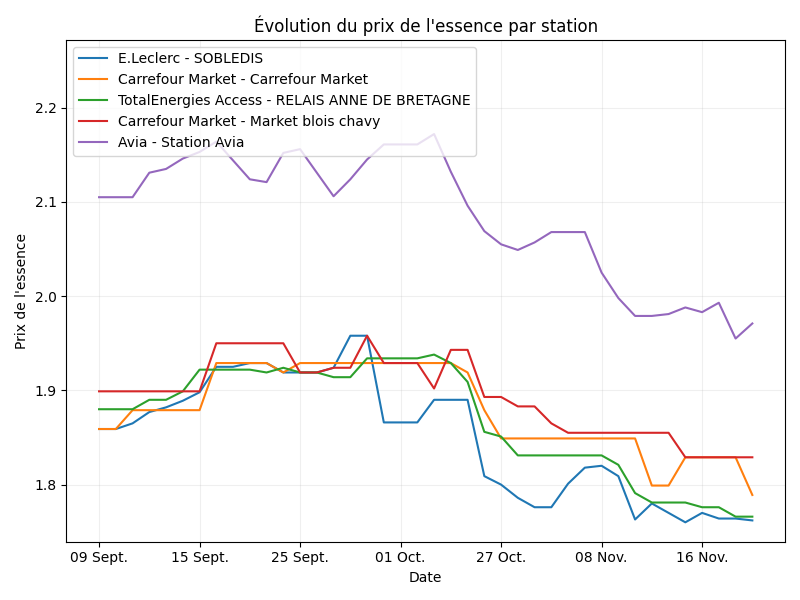 Évolution du prix de l'essence par station
E.Leclerc - SOBLEDIS
Carrefour Market - Carrefour Market
TotalEnergies Access - RELAIS ANNE DE BRETAGNE
Carrefour Market - Market blois chavy
Avia - Station Avia
Prix de l'essence
2.2
2.1
2.0
1.9
1.8
09 Sept.
15 Sept.
25 Sept.
01 Oct.
27 Oct.
08 Nov.
16 Nov.
Date